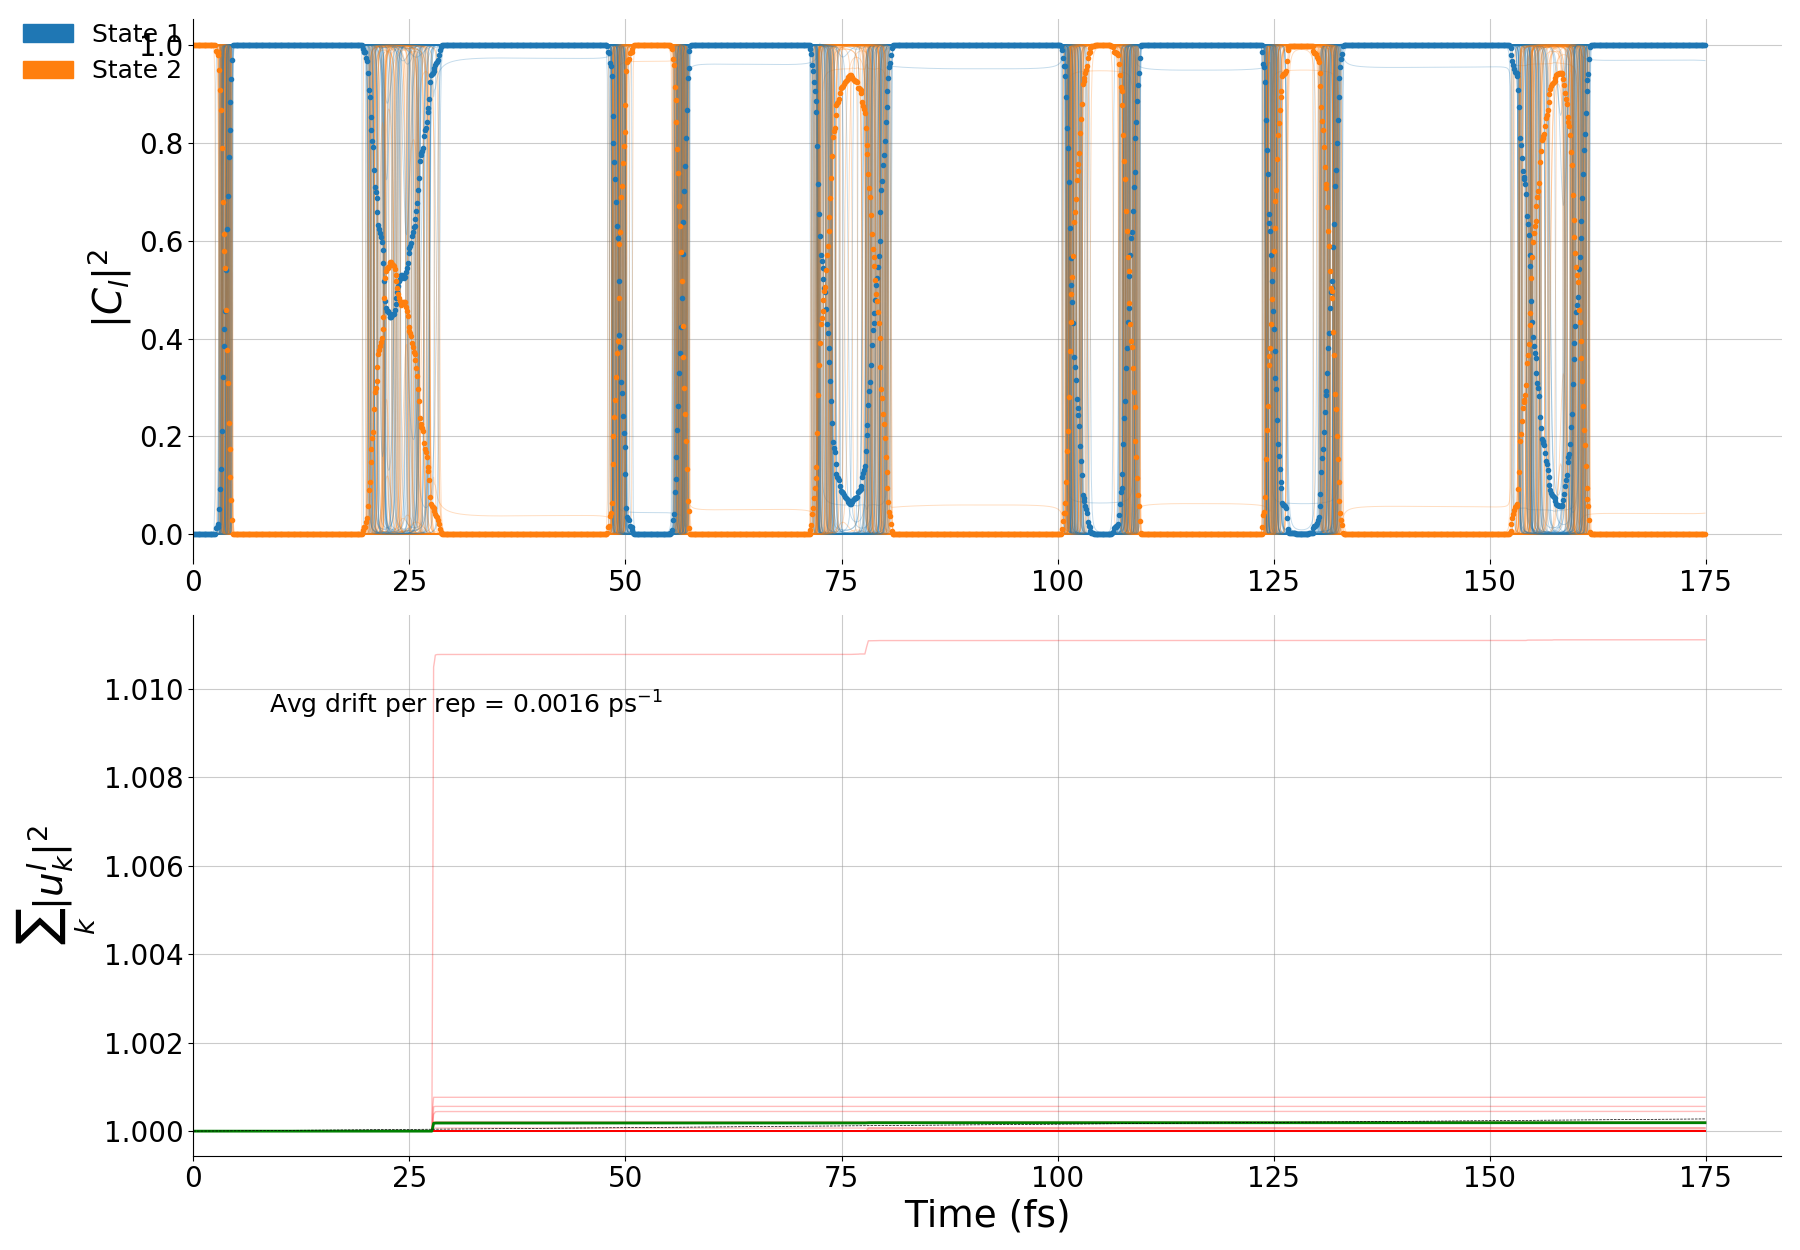 State 1
State 2
1.0
0.8
0.6
0.4
0.2
0.0
|C_l|^2
0 25 50 75 100 125 150 175
Avg drift per rep = 0.0016 ps^{-1}
1.010
1.008
1.006
1.004
1.002
1.000
\sum_k |u_k^I|^2
0 25 50 75 100 125 150 175
Time (fs)